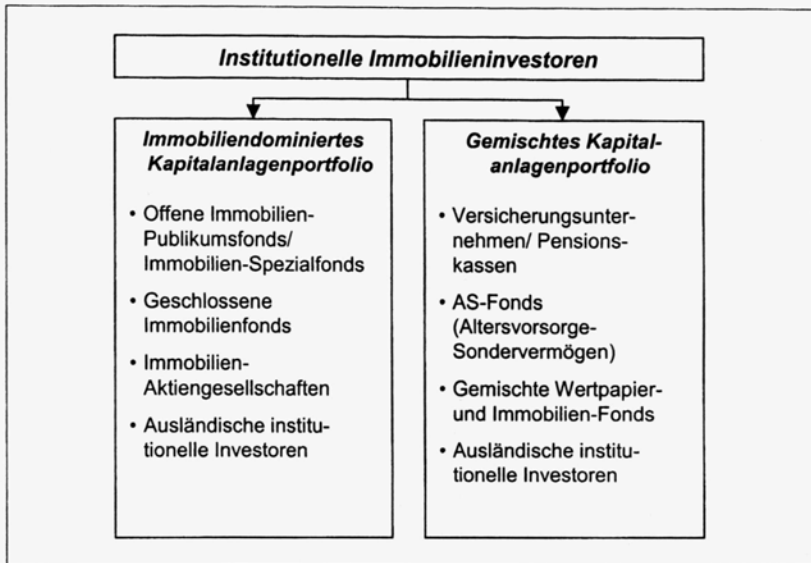 Institutionelle Immobilieninvestoren
Immobiliendominiertes
Kapitalanlagenportfolio
• Offene Immobilien-
Publikumsfonds/
Immobilien-Spezialfonds
• Geschlossene
Immobilienfonds
• Immobilien-
Aktiengesellschaften
• Ausländische institu-
tionelle Investoren
Gemischtes Kapital-
anlagenportfolio
• Versicherungsunter-
nehmen/ Pensions-
kassen
• AS-Fonds
(Altersvorsorge-
Sondervermögen)
• Gemischte Wertpapier-
und Immobilien-Fonds
• Ausländische institu-
tionelle Investoren